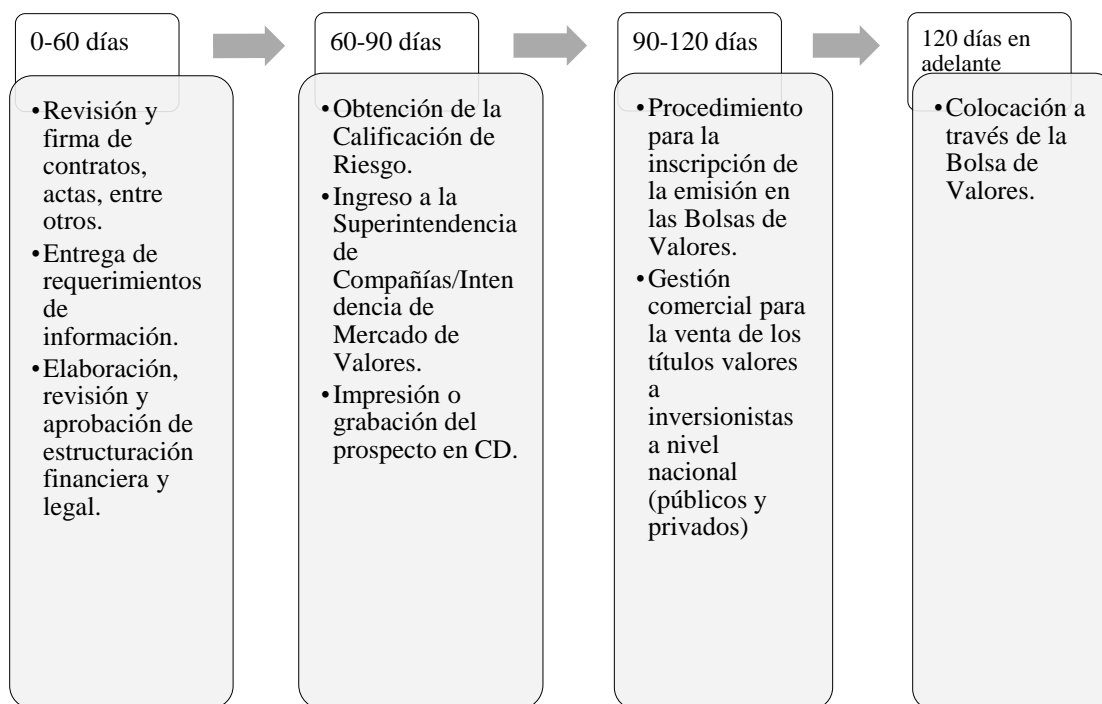 0-60 días
•Revisión y
firma de
contratos,
actas, entre
otros.
•Entrega de
requerimientos
de
información.
•Elaboración,
revisión y
aprobación de
estructuración
financiera y
legal.
60-90 días
•Obtención de la
Calificación de
Riesgo.
•Ingreso a la
Superintendencia
de
Compañías/Inten
dencia de
Mercado de
Valores.
•Impresión o
grabación del
prospecto en CD.
90-120 días
•Procedimiento
para la
inscripción de
la emisión en
las Bolsas de
Valores.
•Gestión
comercial para
la venta de los
títulos valores
a
inversionistas
a nivel
nacional
(públicos y
privados)
120 días en
adelante
•Colocación a
través de la
Bolsa de
Valores.